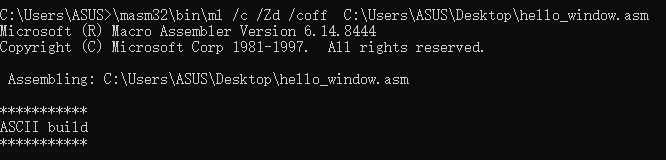 C:\Users\ASUS>\masm32\bin\ml /c /Zd /coff  C:\Users\ASUS\Desktop\hello_window.asm
Microsoft (R) Macro Assembler Version 6.14.8444
Copyright (C) Microsoft Corp 1981-1997.  All rights reserved.

 Assembling: C:\Users\ASUS\Desktop\hello_window.asm

***********
ASCII build
***********